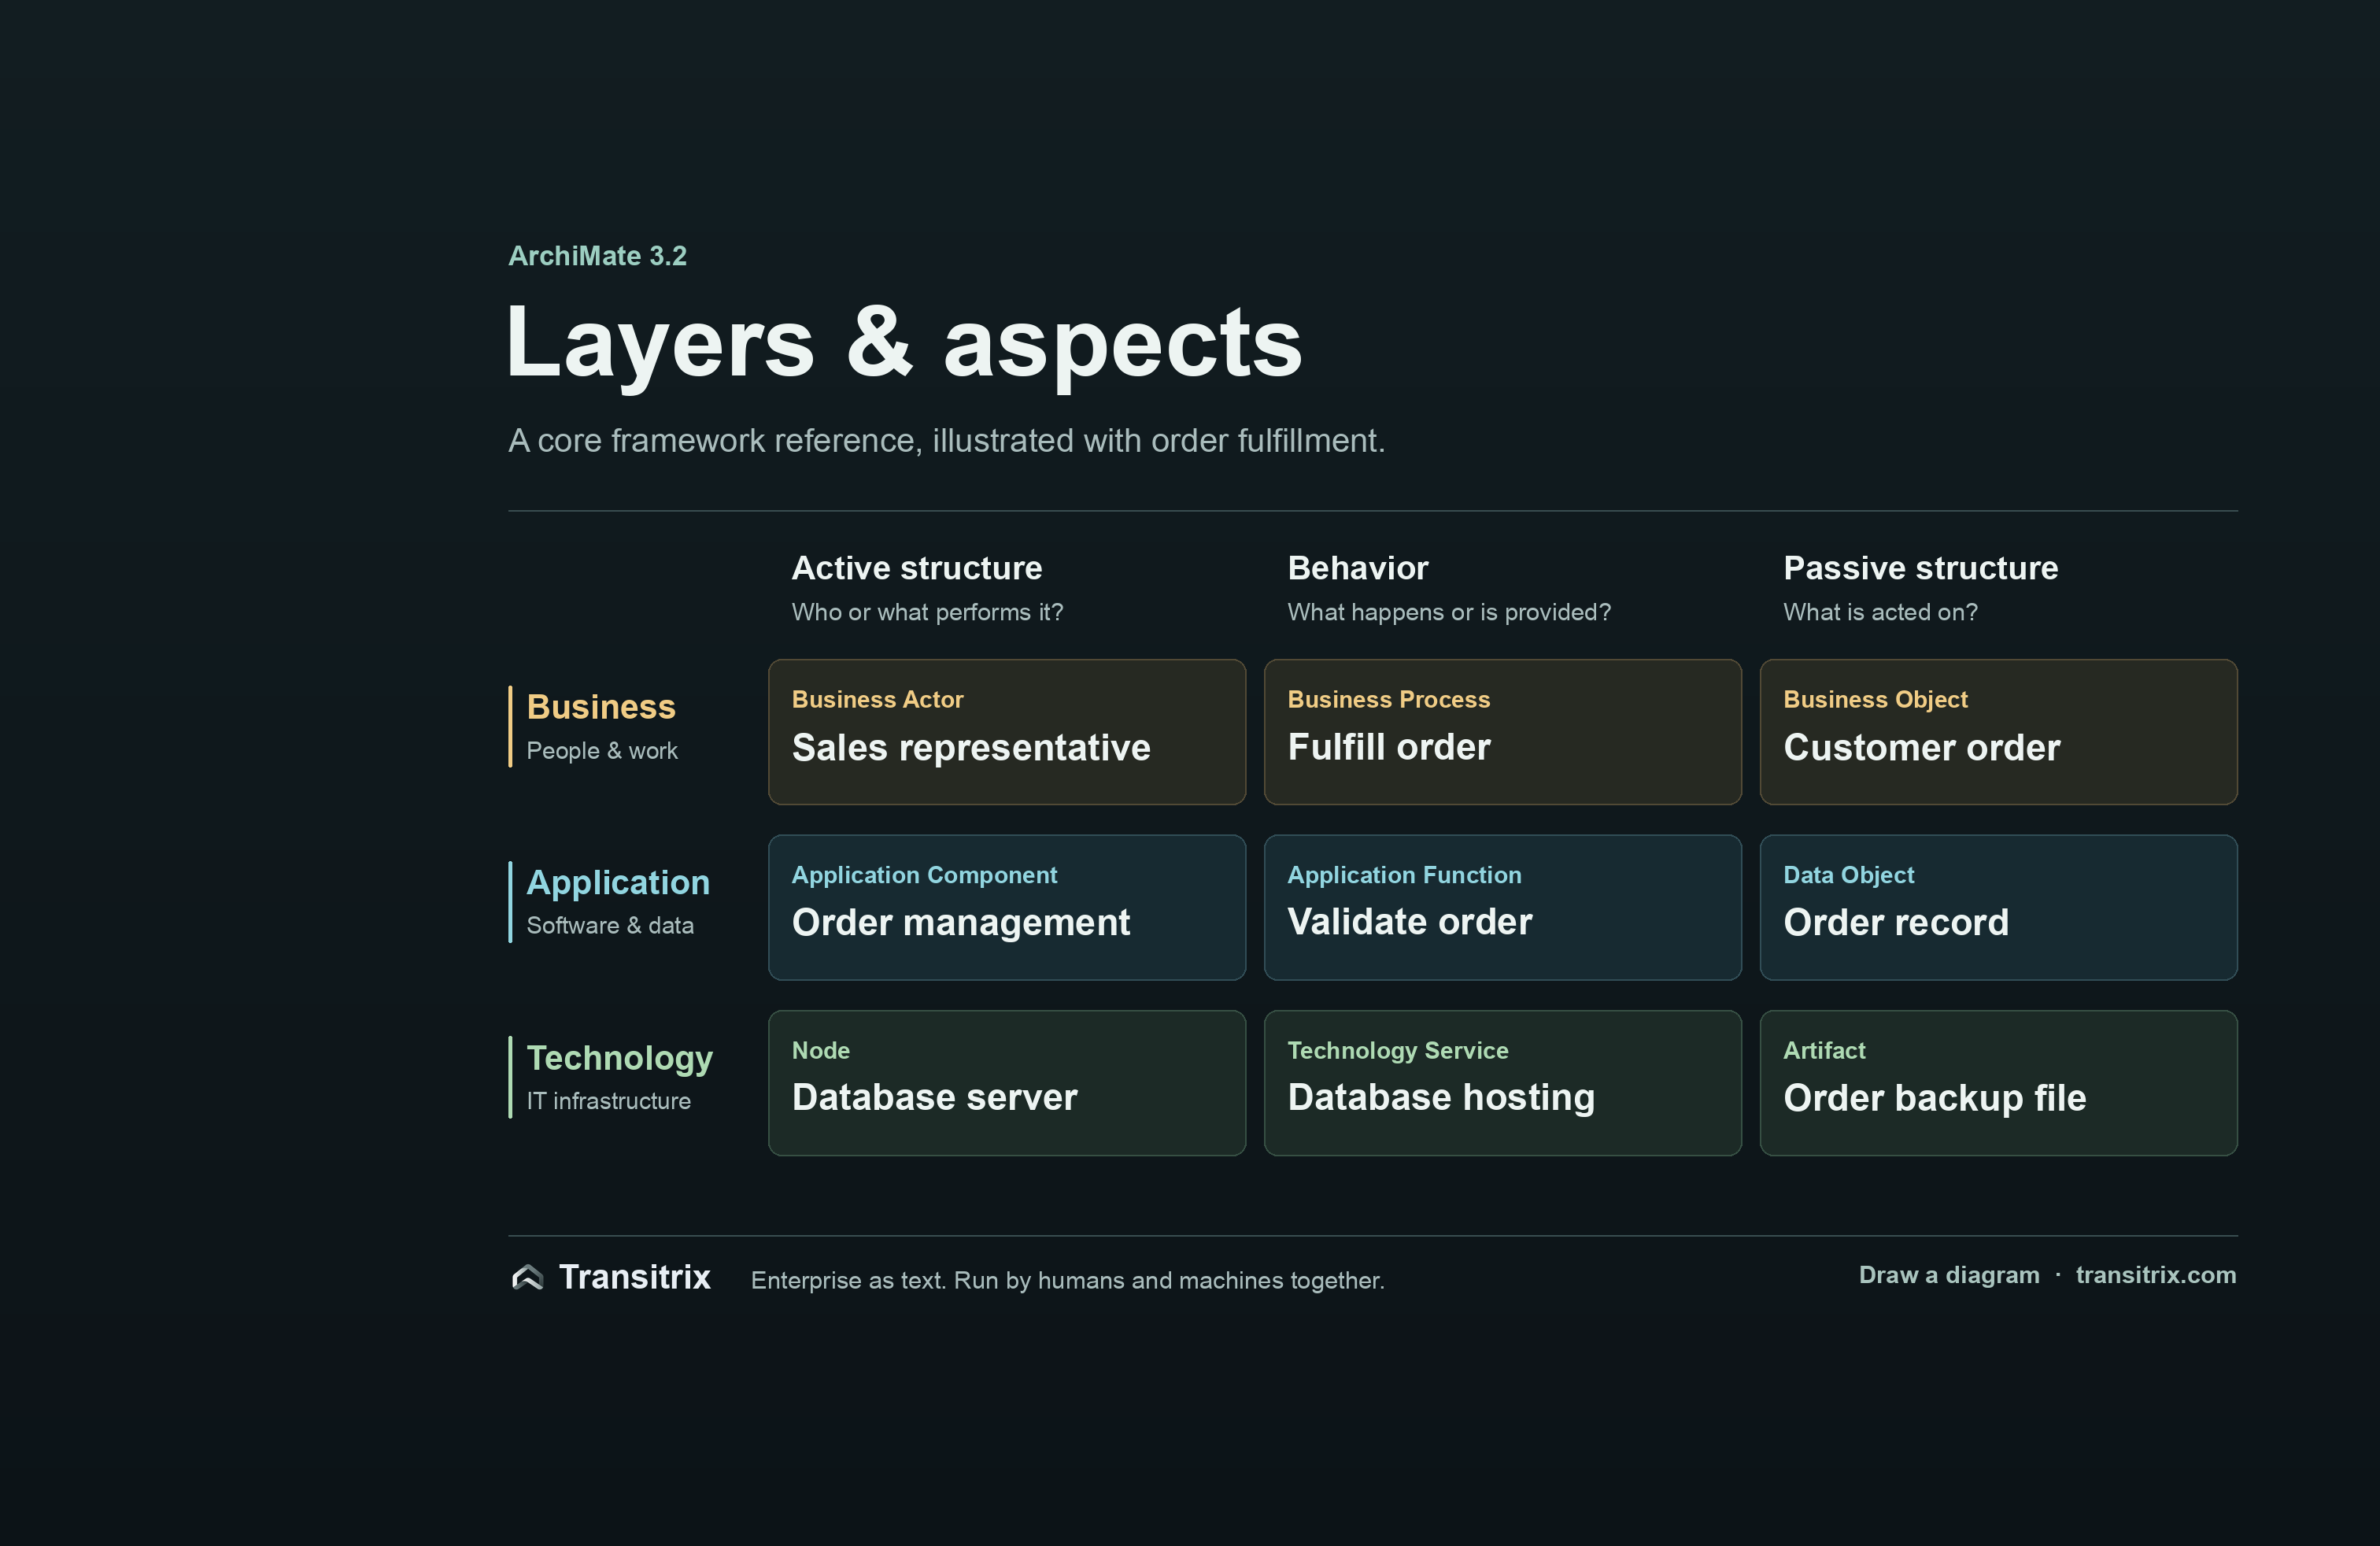 ArchiMate 3.2
Layers & aspects
A core framework reference, illustrated with order fulfillment.
Active structure
Who or what performs it?
Behavior
What happens or is provided?
Passive structure
What is acted on?
Business
People & work
Business Actor
Sales representative
Business Process
Fulfill order
Business Object
Customer order
Application
Software & data
Application Component
Order management
Application Function
Validate order
Data Object
Order record
Technology
IT infrastructure
Node
Database server
Technology Service
Database hosting
Artifact
Order backup file
Transitrix
Enterprise as text. Run by humans and machines together.
Draw a diagram · transitrix.com